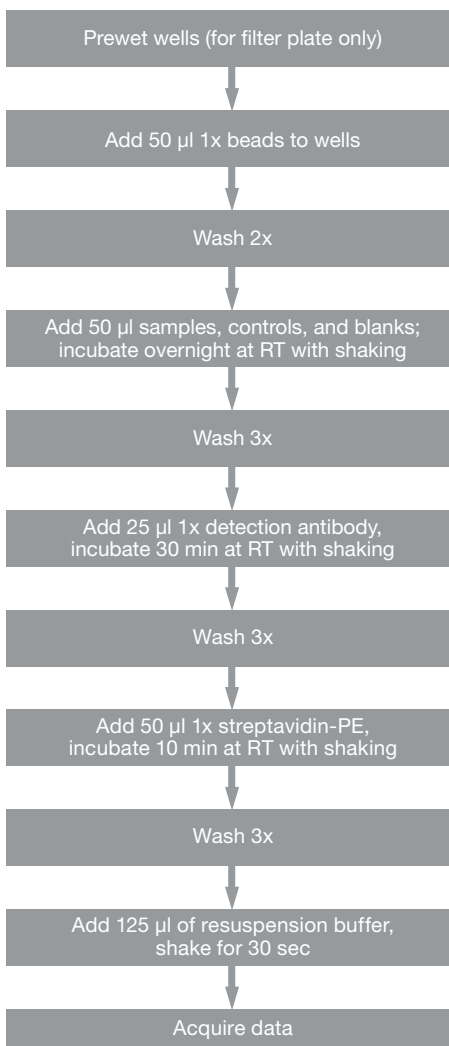 Prewet wells (for filter plate only)
Add 50 µl 1x beads to wells
Wash 2x
Add 50 µl samples, controls, and blanks;
incubate overnight at RT with shaking
Wash 3x
Add 25 µl 1x detection antibody,
incubate 30 min at RT with shaking
Wash 3x
Add 50 µl 1x streptavidin-PE,
incubate 10 min at RT with shaking
Wash 3x
Add 125 µl of resuspension buffer,
shake for 30 sec
Acquire data